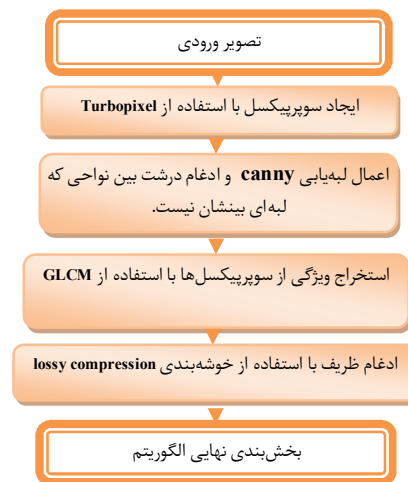 تصویر ورودی
ایجاد سوپرپیکسل با استفاده از Turbopixel
اعمال لبه‌یابی canny و ادغام درشت بین نواحی که
لبه‌ای بینشان نیست.
استخراج ویژگی از سوپرپیکسل‌ها با استفاده از GLCM
ادغام ظریف با استفاده از خوشه‌بندی lossy compression
بخش‌بندی نهایی الگوریتم